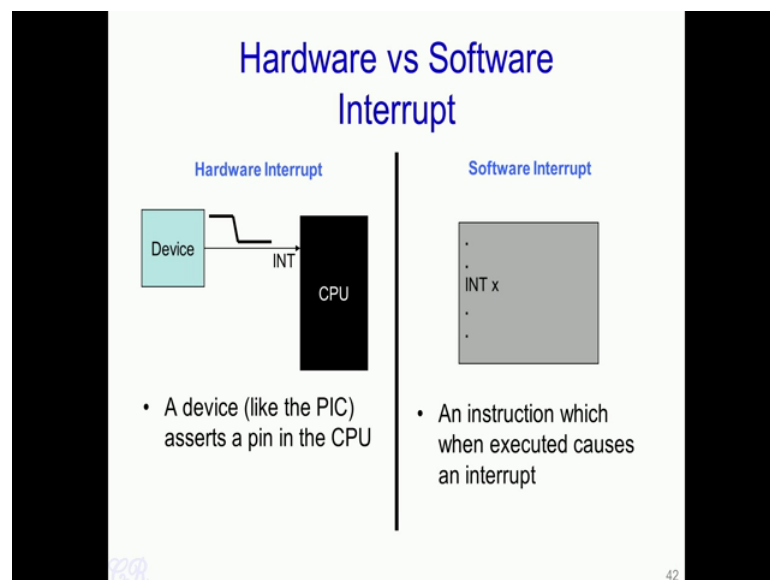 Hardware vs Software
Interrupt
Hardware Interrupt
Device
INT
CPU
• A device (like the PIC)
asserts a pin in the CPU
Software Interrupt
.
.
INT x
.
.
• An instruction which
when executed causes
an interrupt
42